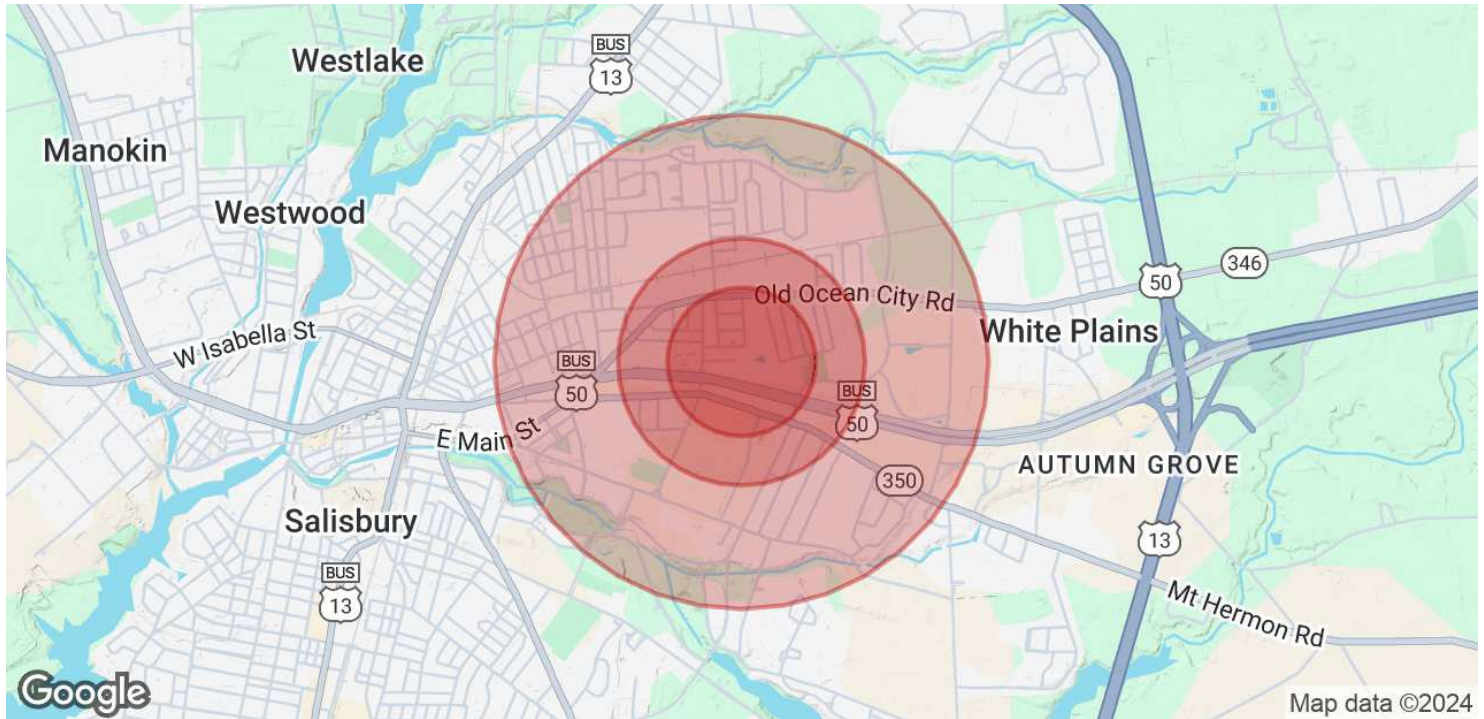 BUS
13
Westlake
Manokin
Westwood
346
50
Old Ocean City Rd
White Plains
W Isabella St
BUS
50
BUS
50
E Main St
AUTUMN GROVE
350
Salisbury
13
BUS
13
Mt Hermon Rd
Google
Map data ©2024